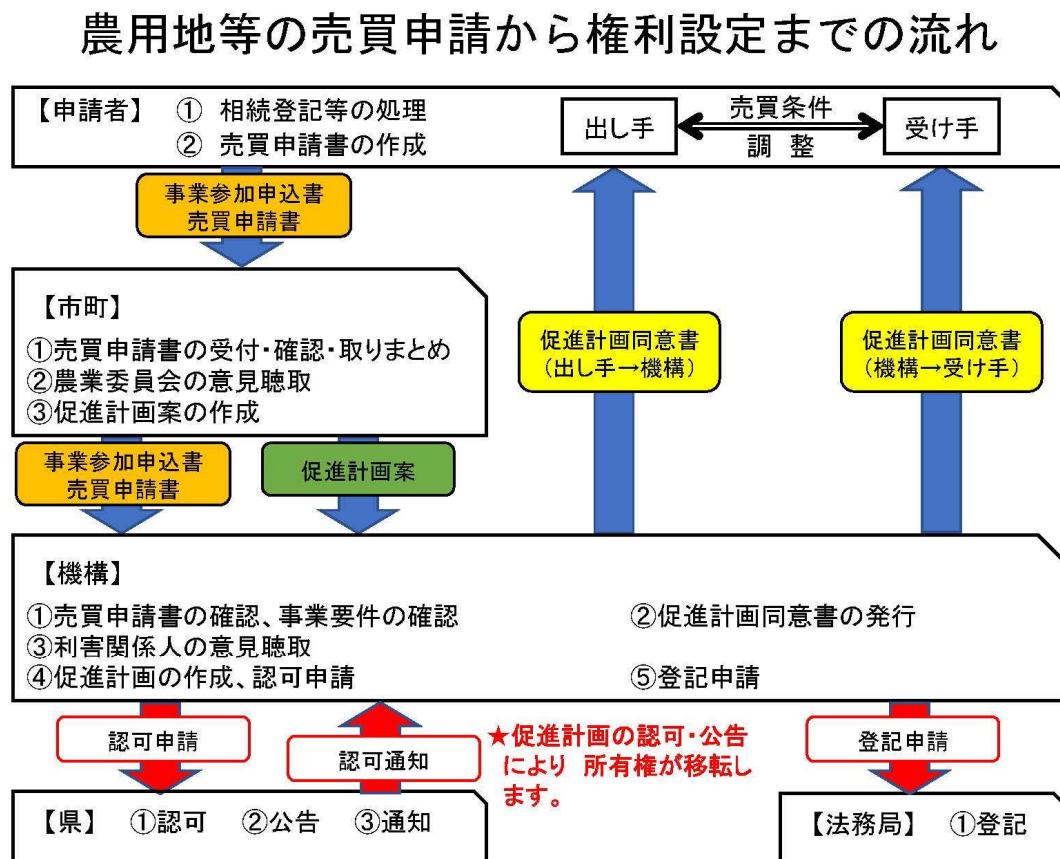 農用地等の売買申請から権利設定までの流れ
【申請者】 ① 相続登記等の処理
② 売買申請書の作成
出し手
売買条件
調 整
受け手
事業参加申込書
売買申請書
【市町】
①売買申請書の受付・確認・取りまとめ
②農業委員会の意見聴取
③促進計画案の作成
促進計画同意書
(出し手→機構)
促進計画同意書
(機構→受け手)
事業参加申込書
売買申請書
促進計画案
【機構】
①売買申請書の確認、事業要件の確認
②促進計画同意書の発行
③利害関係人の意見聴取
④促進計画の作成、認可申請
⑤登記申請
認可申請
認可通知
★促進計画の認可・公告
により 所有権が移転し
ます。
登記申請
【県】 ①認可 ②公告 ③通知
【法務局】 ①登記